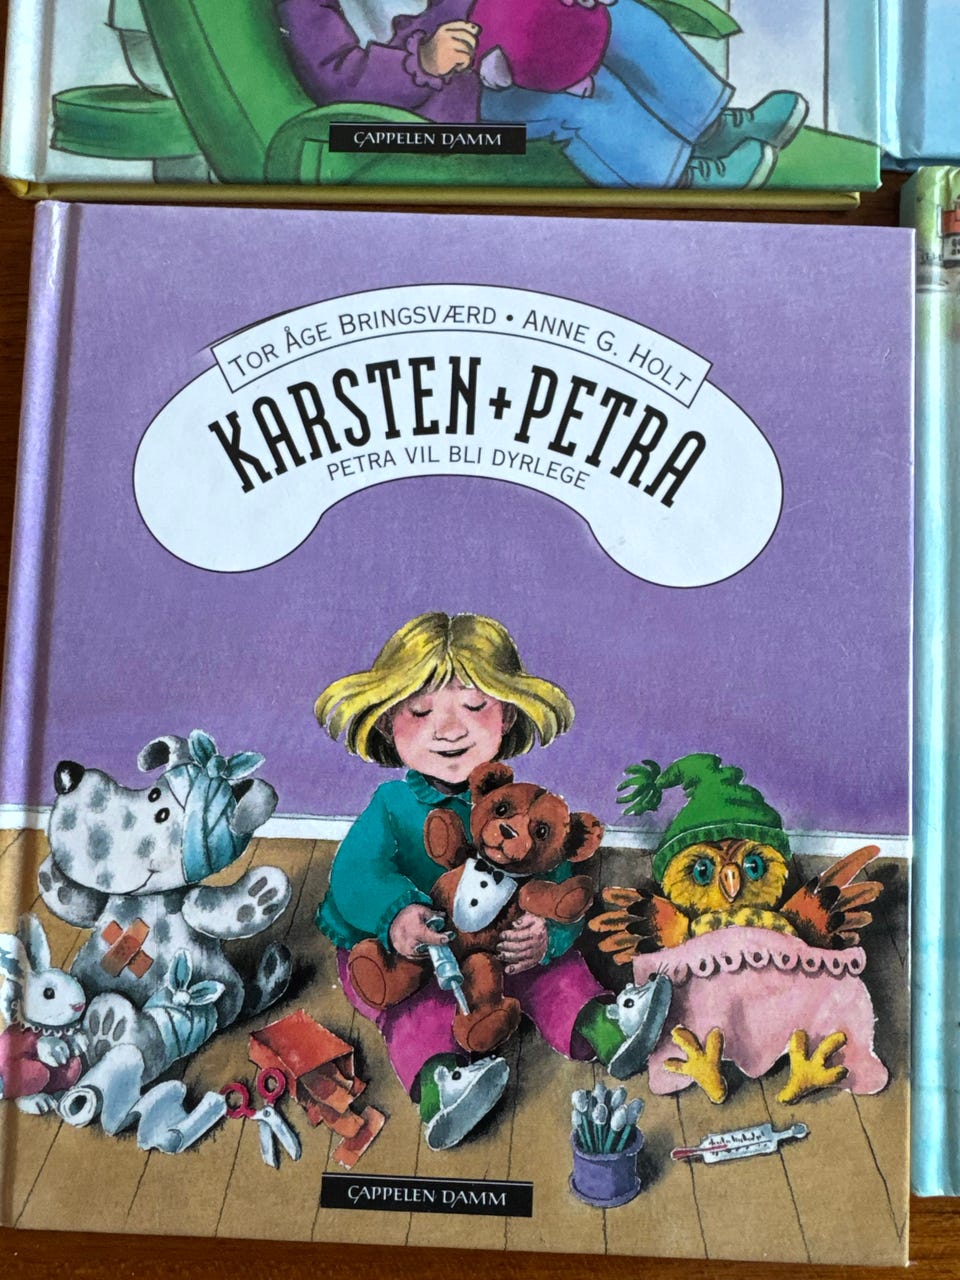 CAPPELEN DAMM
TOR ÅGE BRINGSVÆRD • ANNE G. HOLT
KARSTEN + PETRA
PETRA VIL BLI DYRLEGE
CAPPELEN DAMM